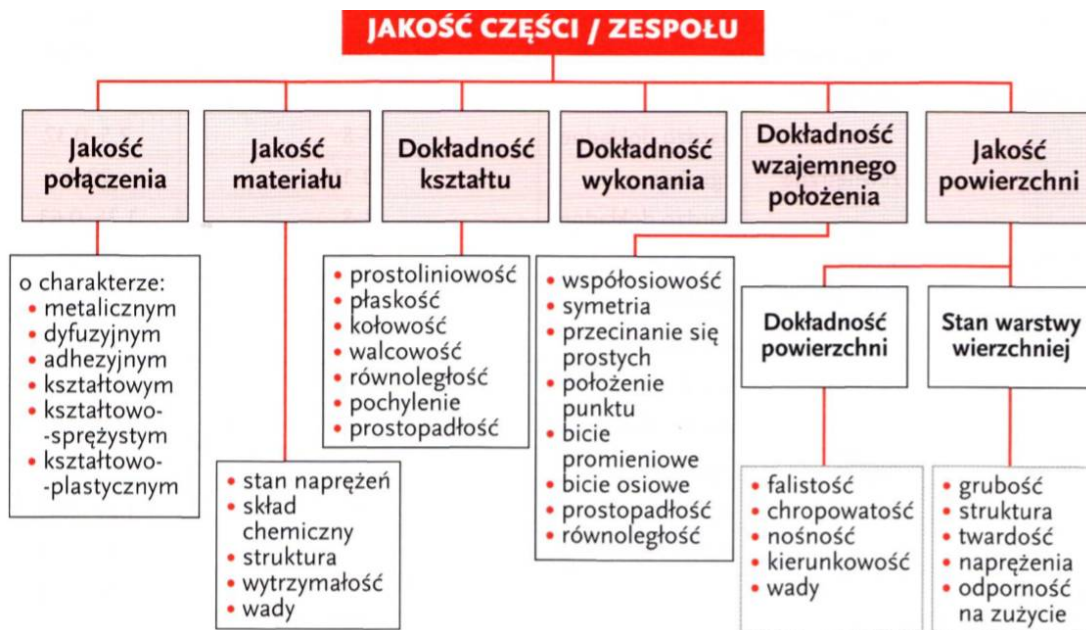 JAKOŚĆ CZĘŚCI / ZESPOŁU
Jakość
połączenia
Jakość
materiału
Dokładność
kształtu
Dokładność
wykonania
Dokładność
wzajemnego
położenia
Jakość
powierzchni
o charakterze:
• metalicznym
• dyfuzyjnym
• adhezyjnym
• kształtowym
• kształtowo-
-sprężystym
• kształtowo-
-plastycznym
• stan naprężeń
• skład
chemiczny
• struktura
• wytrzymałość
• wady
• prostoliniowość
• płaskość
• kołowość
• walcowość
• równoległość
• pochylenie
• prostopadłość
• współosiowość
• symetria
• przecinanie się
prostych
• położenie
punktu
• bicie
promieniowe
• bicie osiowe
• prostopadłość
• równoległość
Dokładność
powierzchni
Stan warstwy
wierzchniej
• falistość
• chropowatość
• nośność
• kierunkowość
• wady
• grubość
• struktura
• twardość
• naprężenia
• odporność
na zużycie